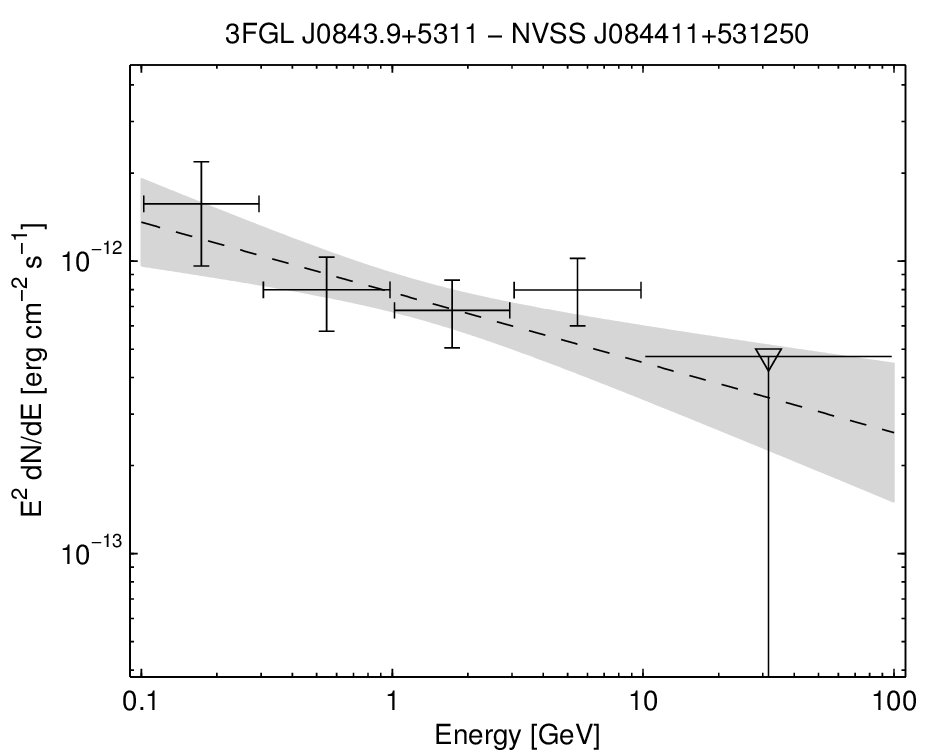 3FGL J0843.9+5311 − NVSS J084411+531250
E² dN/dE [erg cm⁻² s⁻¹]
10⁻¹²
10⁻¹³
0.1 1 10 100
Energy [GeV]